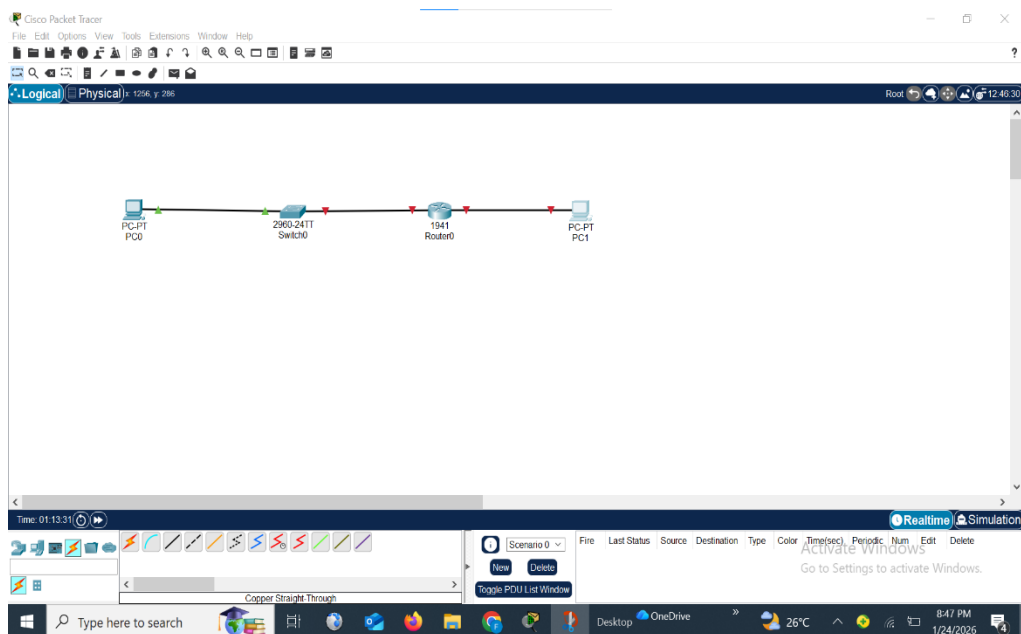 Cisco Packet Tracer
File Edit Options View Tools Extensions Window Help
?
Logical Physical x: 1256, y: 286 Root 12:46:30
PC-PT
PC0
2960-24TT
Switch0
1941
Router0
PC-PT
PC1
Time: 01:13:31 Realtime Simulation
Scenario 0 Fire Last Status Source Destination Type Color Time(sec) Periodic Num Edit Delete
New Delete
Toggle PDU List Window
Copper Straight-Through
Activate Windows
Go to Settings to activate Windows.
Type here to search Desktop OneDrive » 26°C 8:47 PM
1/24/2026 4